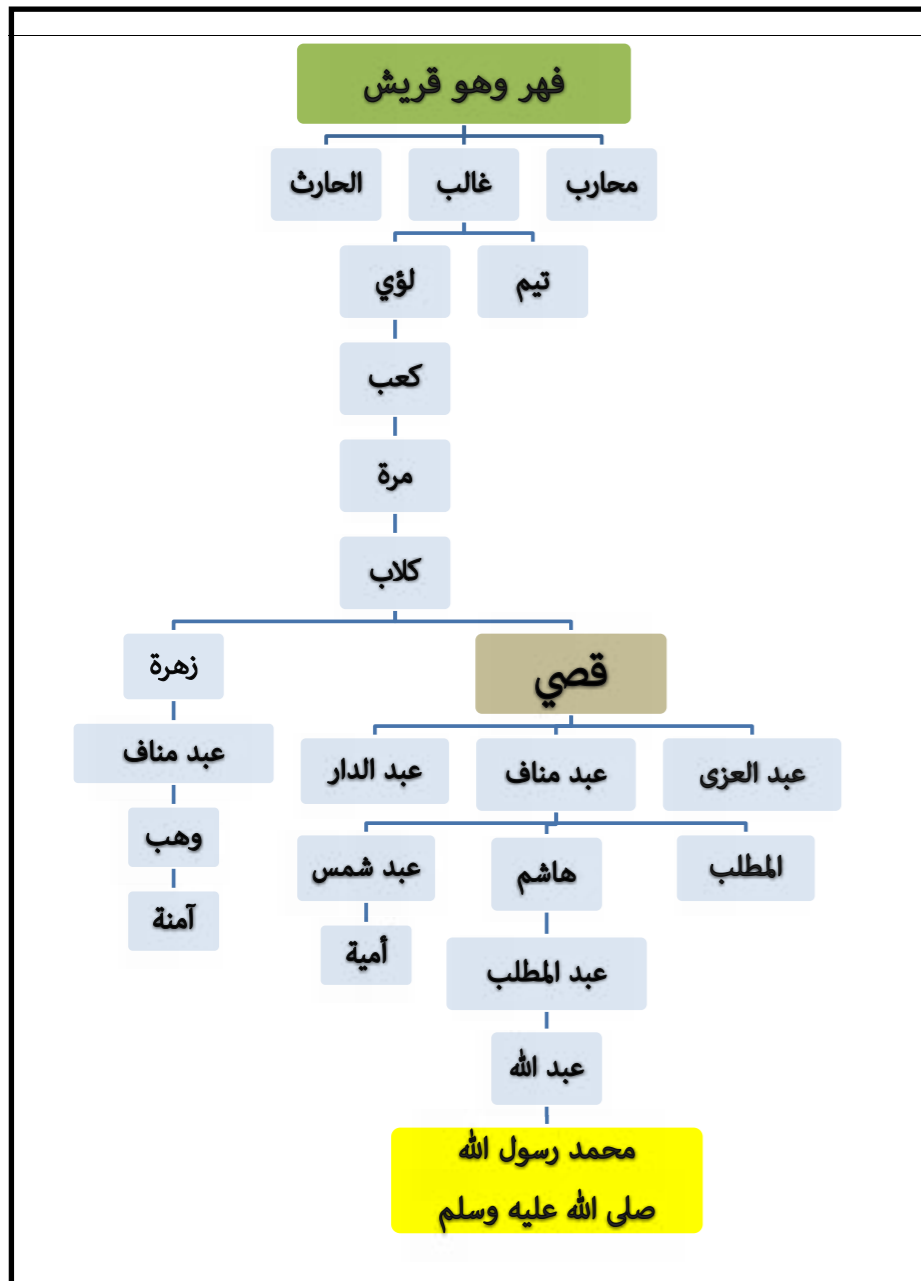 فهر وهو قريش
محارب
غالب
الحارث
تيم
لؤي
كعب
مرة
كلاب
قصي
زهرة
عبد العزى
عبد مناف
عبد الدار
عبد مناف
المطلب
هاشم
عبد شمس
وهب
آمنة
أمية
عبد المطلب
عبد الله
محمد رسول الله
صلى الله عليه وسلم